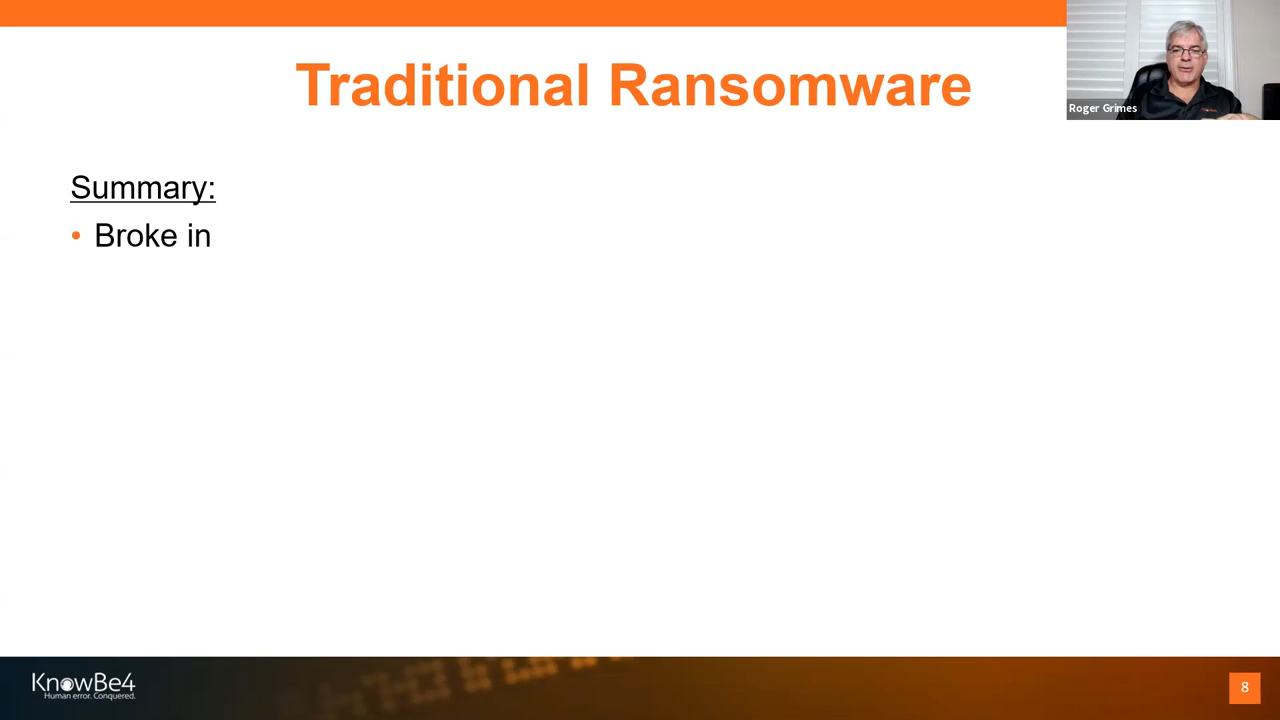 Traditional Ransomware
Roger Grimes
Summary:
• Broke in
KnowBe4
Human error. Conquered.
8